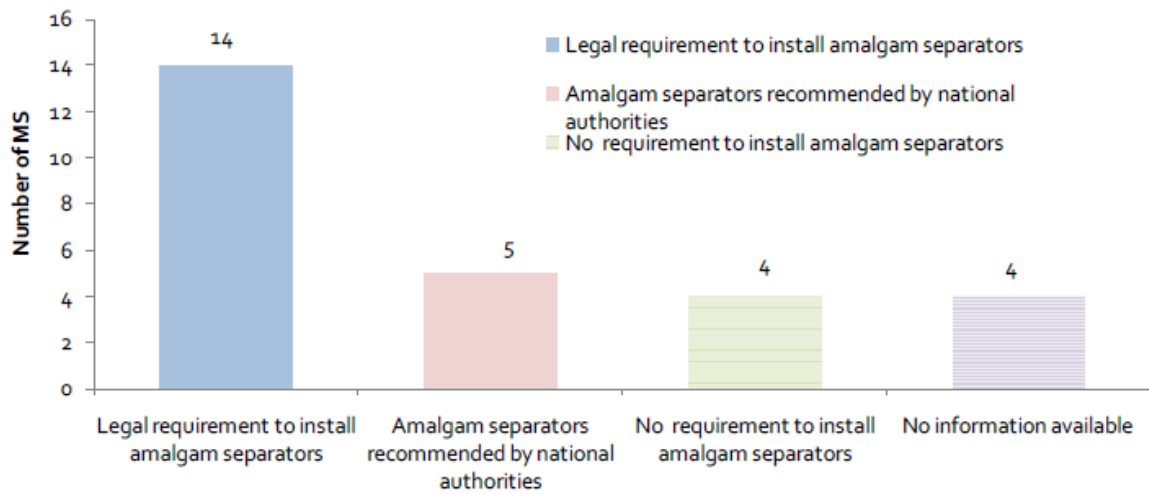 Number of MS
16
14
12
10
8
6
4
2
0
14
5
4
4
Legal requirement to install amalgam separators
Amalgam separators recommended by national
authorities
No requirement to install amalgam separators
Legal requirement to install
amalgam separators
Amalgam separators
recommended by national
authorities
No requirement to install
amalgam separators
No information available